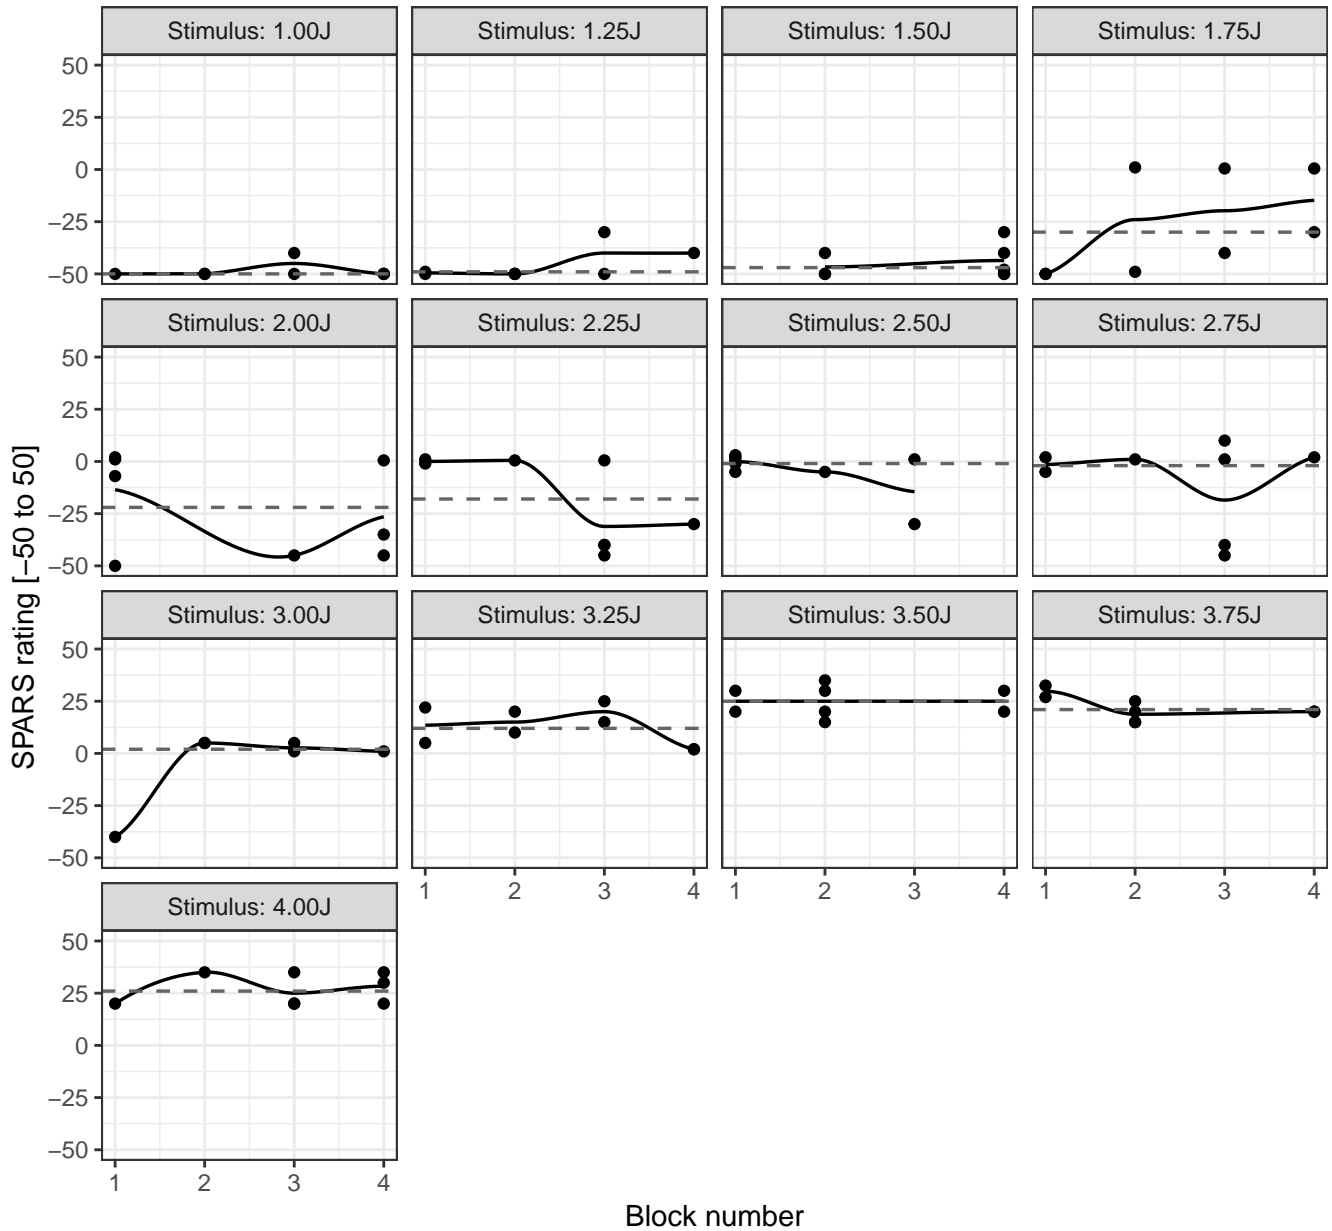 Stimulus: 1.00J
Stimulus: 1.25J
Stimulus: 1.50J
Stimulus: 1.75J
50
25
0
−25
−50
Stimulus: 2.00J
Stimulus: 2.25J
Stimulus: 2.50J
Stimulus: 2.75J
50
25
0
−25
−50
Stimulus: 3.00J
Stimulus: 3.25J
Stimulus: 3.50J
Stimulus: 3.75J
50
25
0
−25
−50
1 2 3 4
1 2 3 4
1 2 3 4
Stimulus: 4.00J
50
25
0
−25
−50
1 2 3 4
SPARS rating [−50 to 50]
Block number